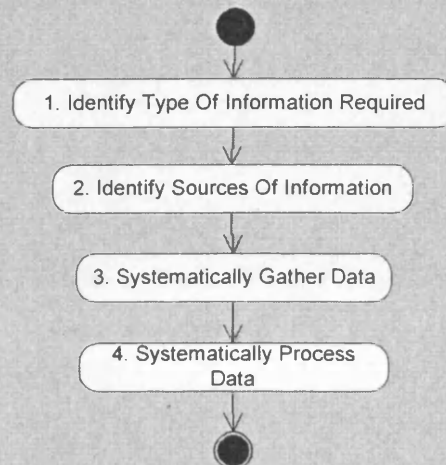 1. Identify Type Of Information Required
2. Identify Sources Of Information
3. Systematically Gather Data
4. Systematically Process
Data